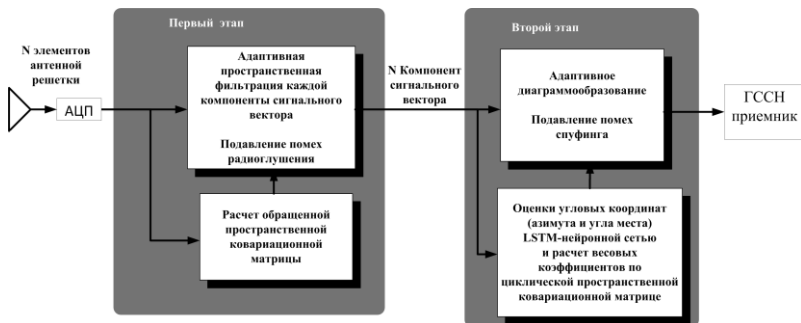 Первый этап
N элементов
антенной
решетки
АЦП
Адаптивная
пространственная
фильтрация каждой
компоненты сигнального
вектора
Подавление помех
радиоглушения
Расчет обращенной
пространственной
ковариационной
матрицы
N Компонент
сигнального
вектора
Второй этап
Адаптивное
диаграммообразование
Подавление помех
спуфинга
Оценки угловых координат
(азимута и угла места)
LSTM-нейронной сетью
и расчет весовых
коэффициентов по
циклической пространственной
ковариационной матрице
ГССН
приемник